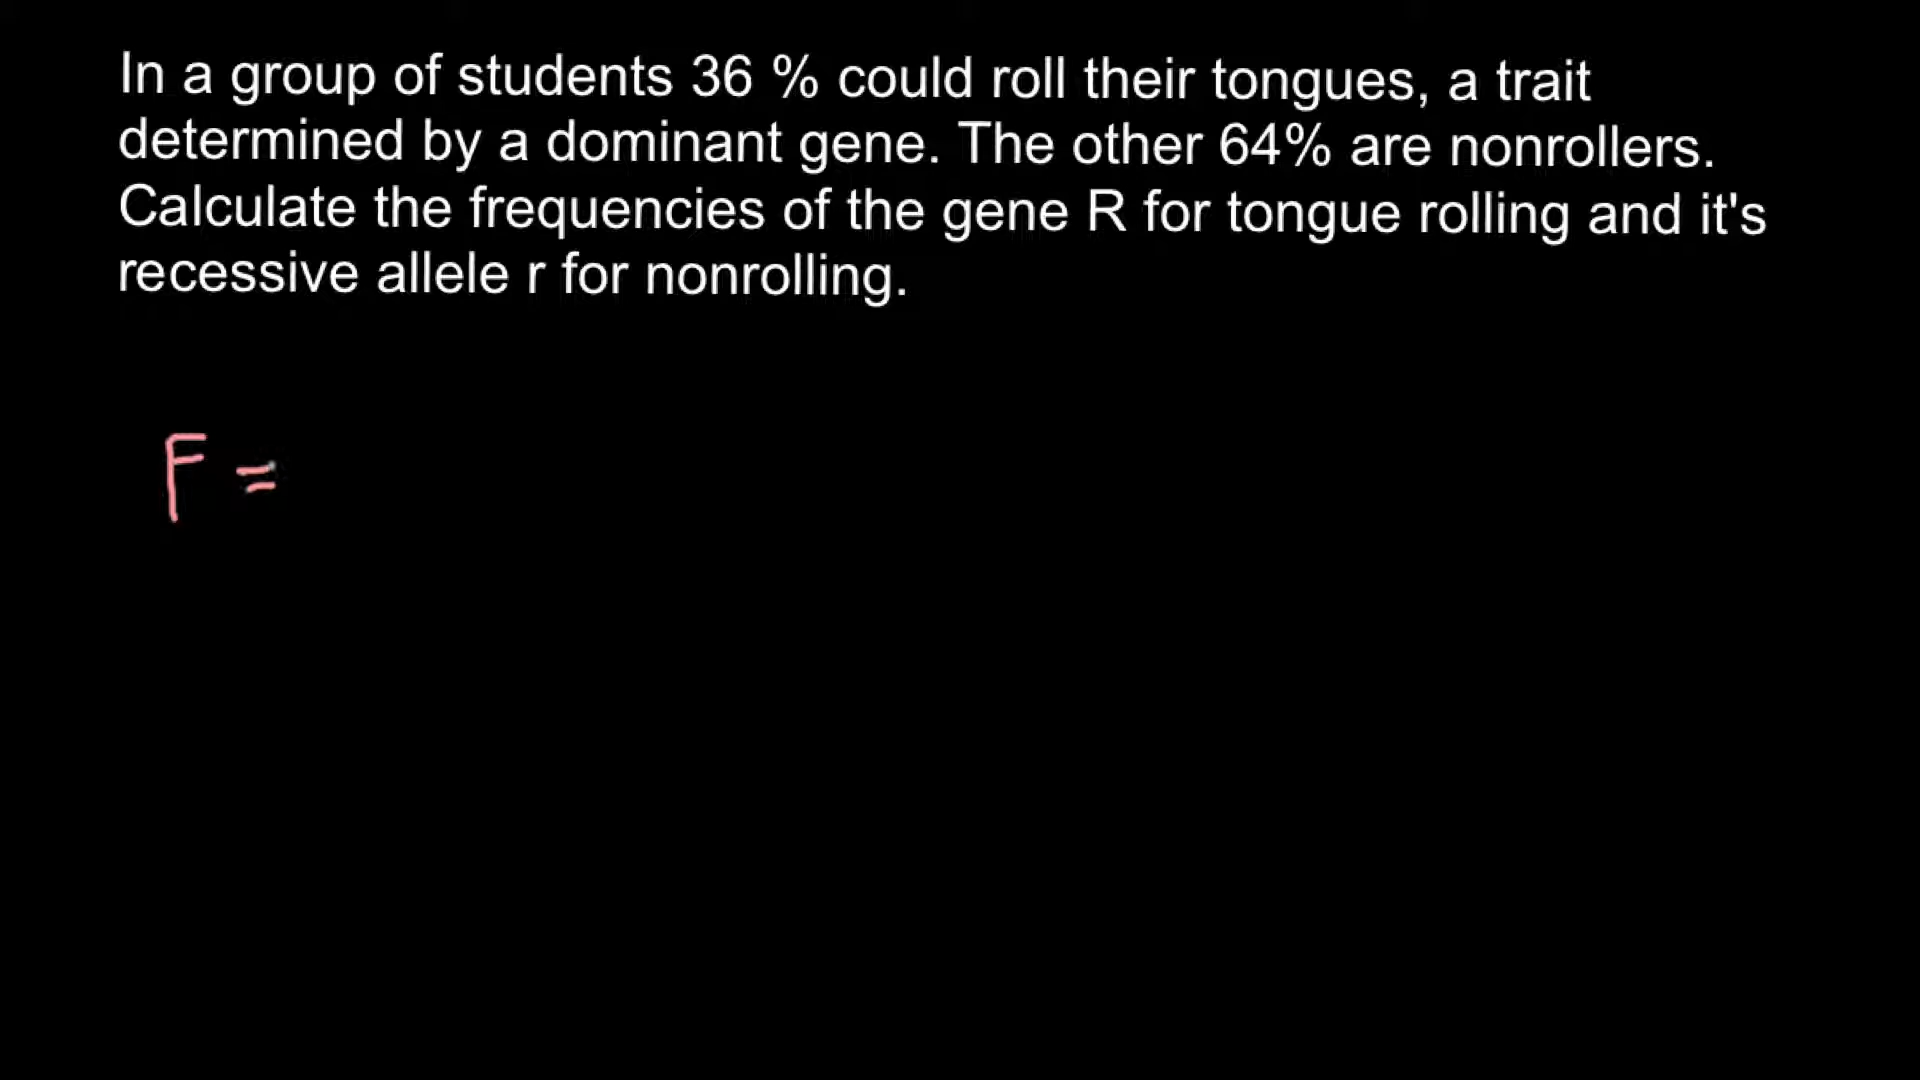 In a group of students 36 % could roll their tongues, a trait
determined by a dominant gene. The other 64% are nonrollers.
Calculate the frequencies of the gene R for tongue rolling and it's
recessive allele r for nonrolling.
F =